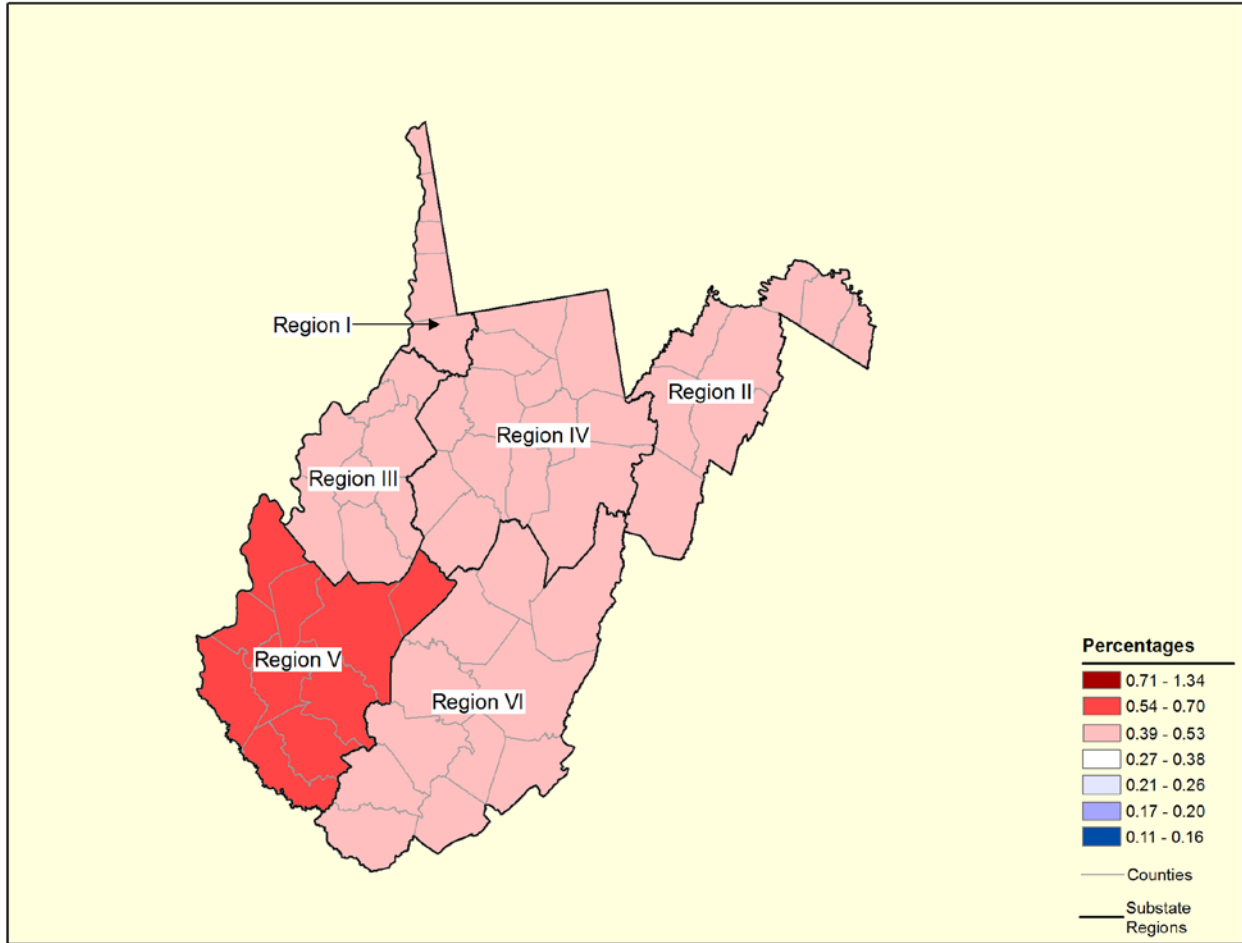 Region I
Region II
Region IV
Region III
Region V
Region VI
Percentages
0.71 - 1.34
0.54 - 0.70
0.39 - 0.53
0.27 - 0.38
0.21 - 0.26
0.17 - 0.20
0.11 - 0.16
Counties
Substate
Regions